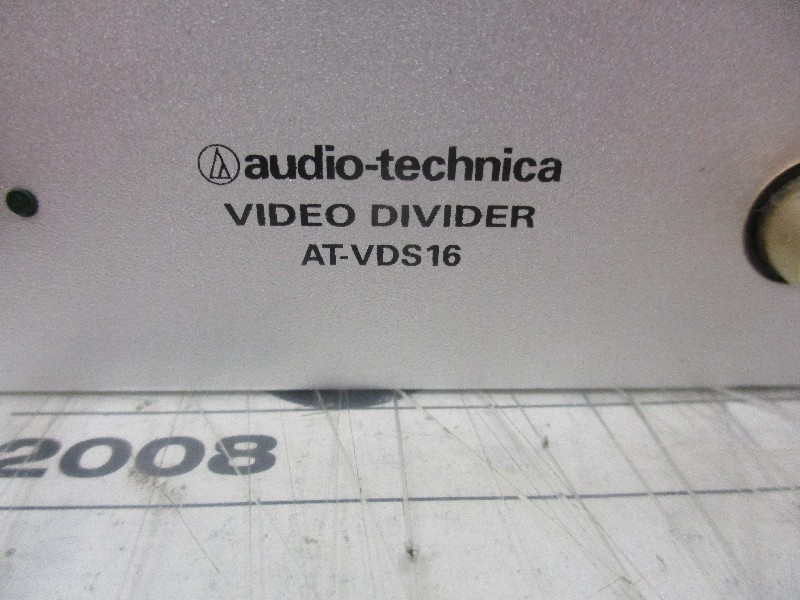 audio-technica
VIDEO DIVIDER
AT-VDS16
2008